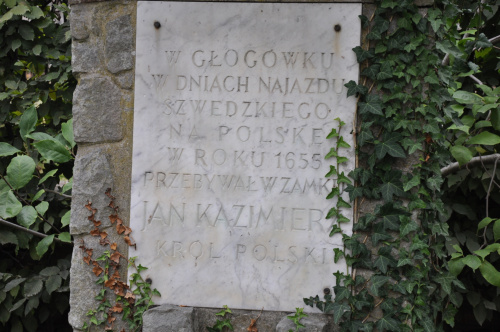 W GŁOGÓWKU
W DNIACH NAJAZDU
SZWEDZKIEGO
NA POLSKĘ
W ROKU 1655
PRZEBYWAŁ W ZAMKU
JAN KAZIMIERZ
KRÓL POLSKI